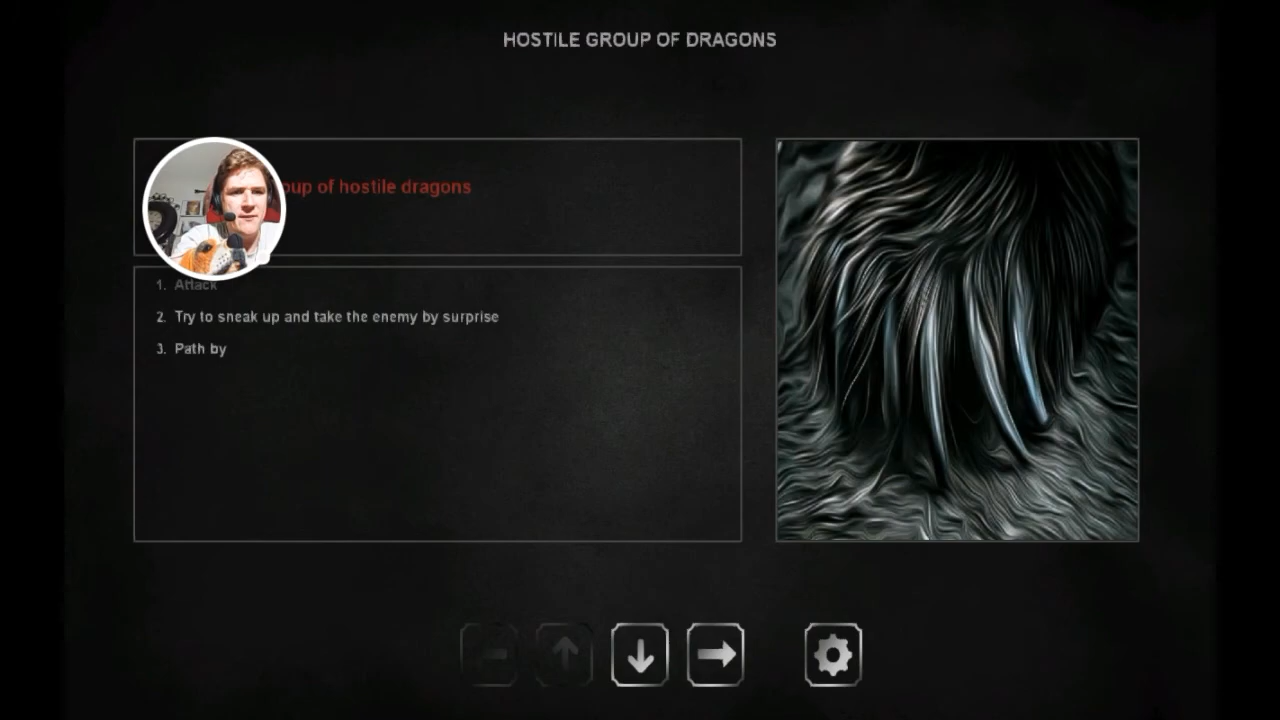 HOSTILE GROUP OF DRAGONS
of hostile dragons
1. Attack
2. Try to sneak up and take the enemy by surprise
3. Path by